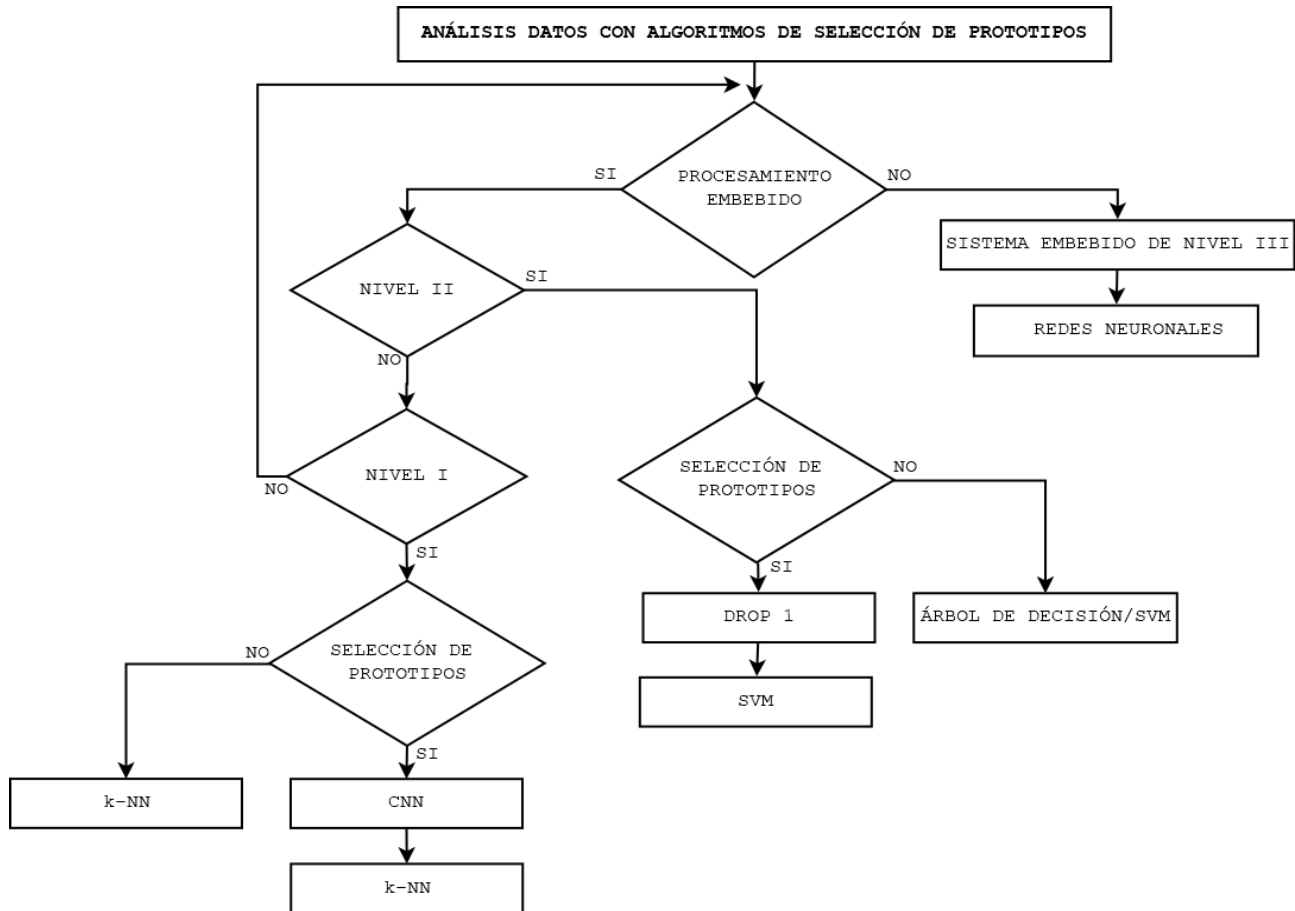 ANÁLISIS DATOS CON ALGORITMOS DE SELECCIÓN DE PROTOTIPOS
SI
PROCESAMIENTO
EMBEBIDO
NO
SISTEMA EMBEBIDO DE NIVEL III
REDES NEURONALES
NIVEL II
SI
NO
NIVEL I
NO
SI
SELECCIÓN DE
PROTOTIPOS
NO
SI
DROP 1
ÁRBOL DE DECISIÓN/SVM
SVM
NO
SELECCIÓN DE
PROTOTIPOS
SI
k-NN
CNN
k-NN